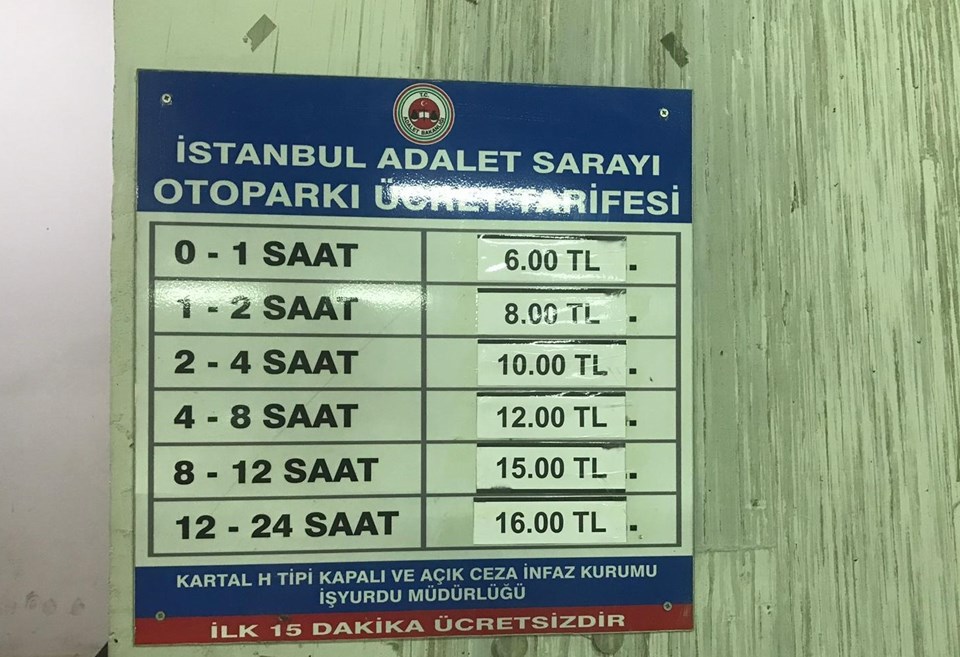 T.C.
ADALET BAKANLIĞI
İSTANBUL ADALET SARAYI
OTOPARKI ÜCRET TARİFESİ
0 - 1 SAAT 6.00 TL .
1 - 2 SAAT 8.00 TL .
2 - 4 SAAT 10.00 TL .
4 - 8 SAAT 12.00 TL .
8 - 12 SAAT 15.00 TL .
12 - 24 SAAT 16.00 TL .
KARTAL H TİPİ KAPALI VE AÇIK CEZA İNFAZ KURUMU
İŞYURDU MÜDÜRLÜĞÜ
İLK 15 DAKİKA ÜCRETSİZDİR